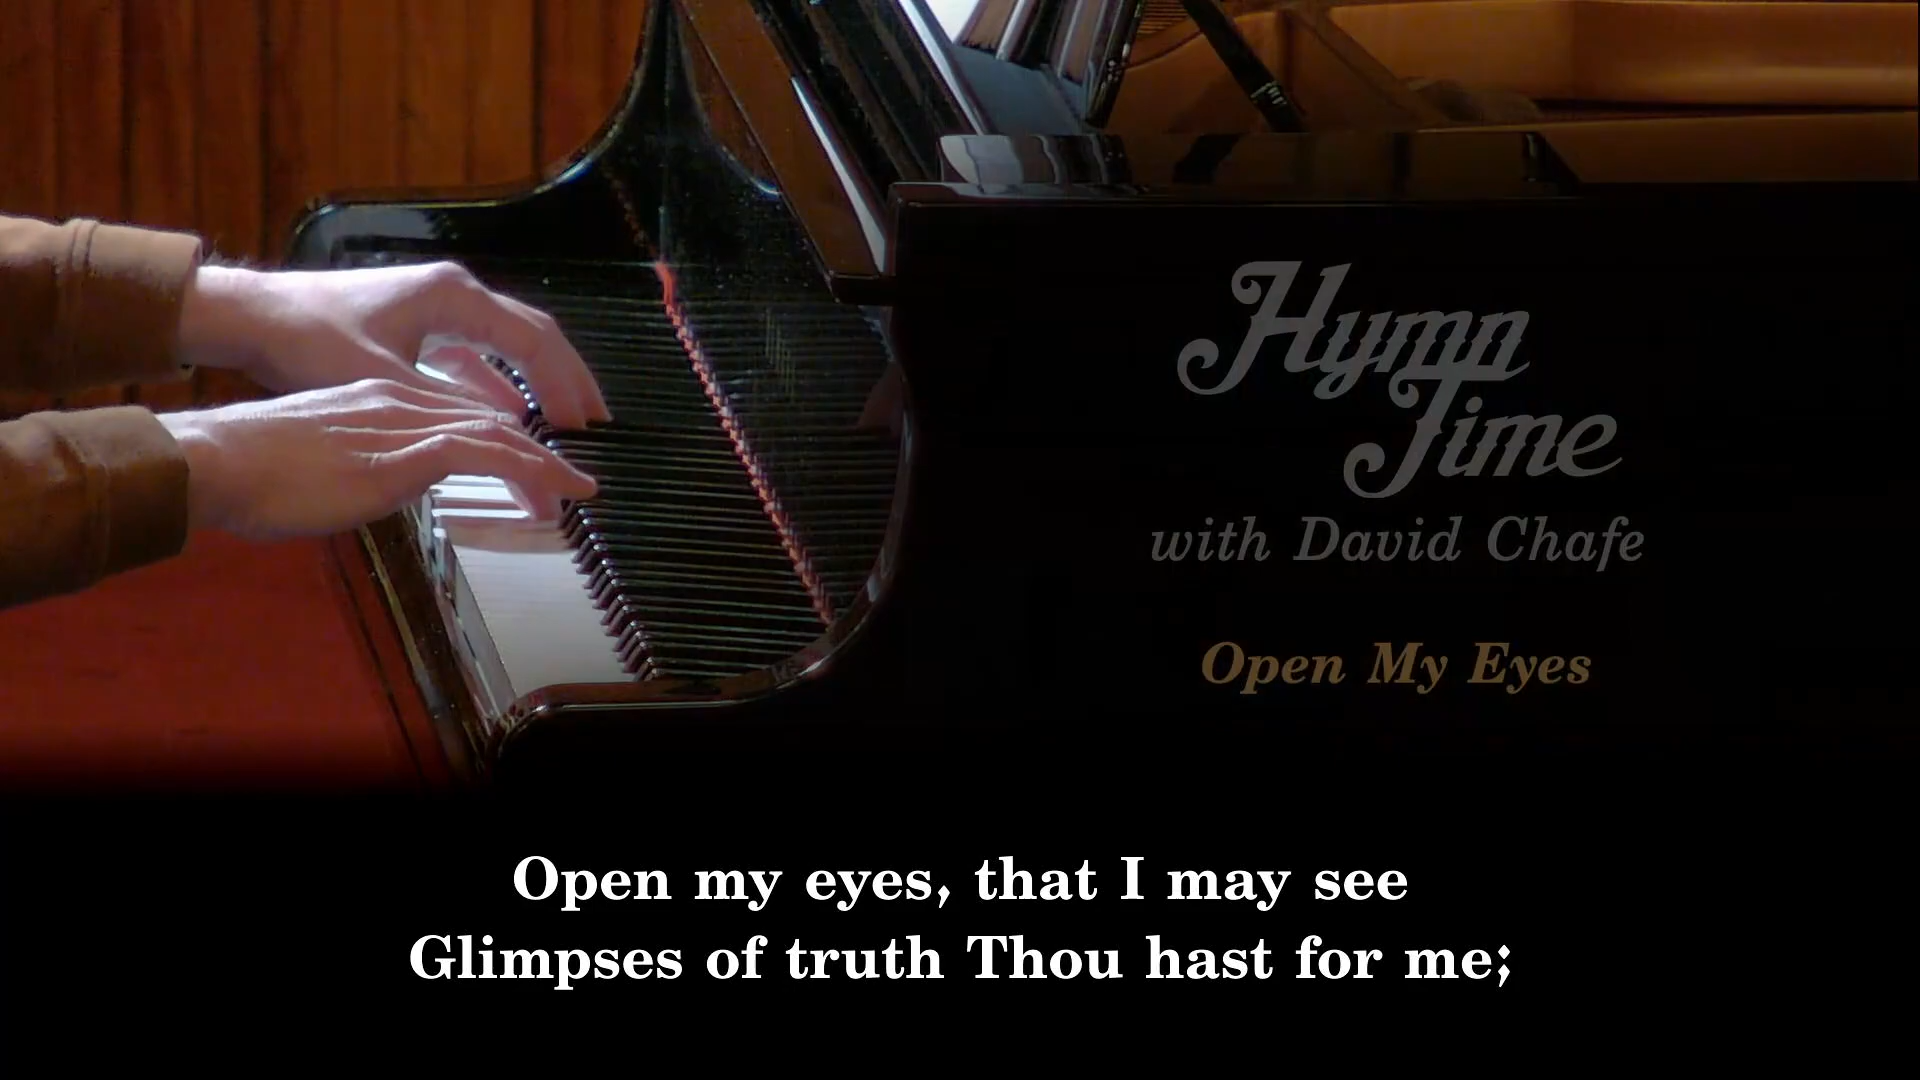 Hymn
Time
with David Chafe
Open My Eyes
Open my eyes, that I may see
Glimpses of truth Thou hast for me;